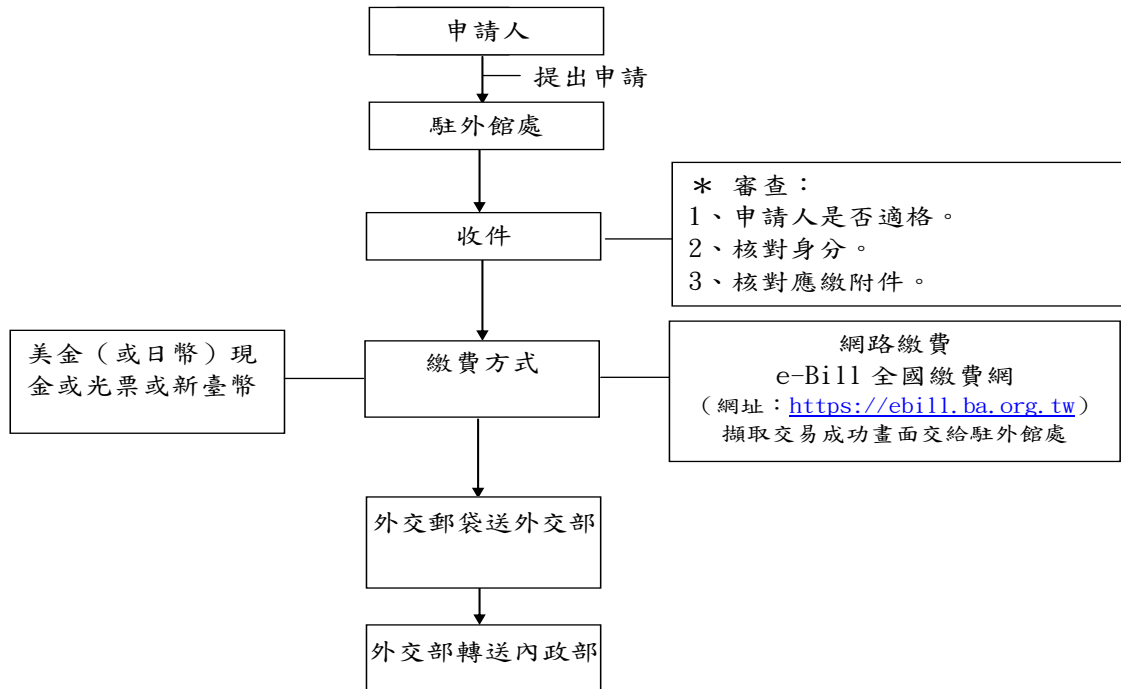 申請人
提出申請
駐外館處
＊ 審查：
1、申請人是否適格。
2、核對身分。
3、核對應繳附件。
收件
美金（或日幣）現
金或光票或新臺幣
繳費方式
網路繳費
e-Bill 全國繳費網
（網址：https://ebill.ba.org.tw）
擷取交易成功畫面交給駐外館處
外交郵袋送外交部
外交部轉送內政部